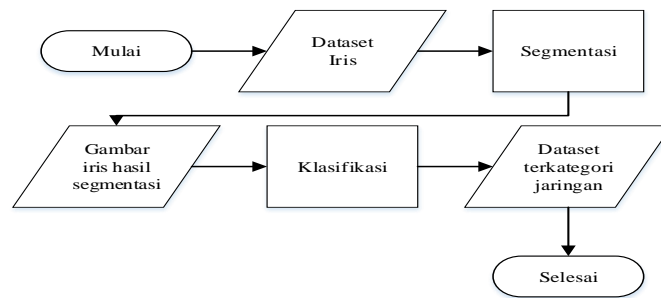 Mulai
Dataset
Iris
Segmentasi
Gambar
iris hasil
segmentasi
Klasifikasi
Dataset
terkategori
jaringan
Selesai